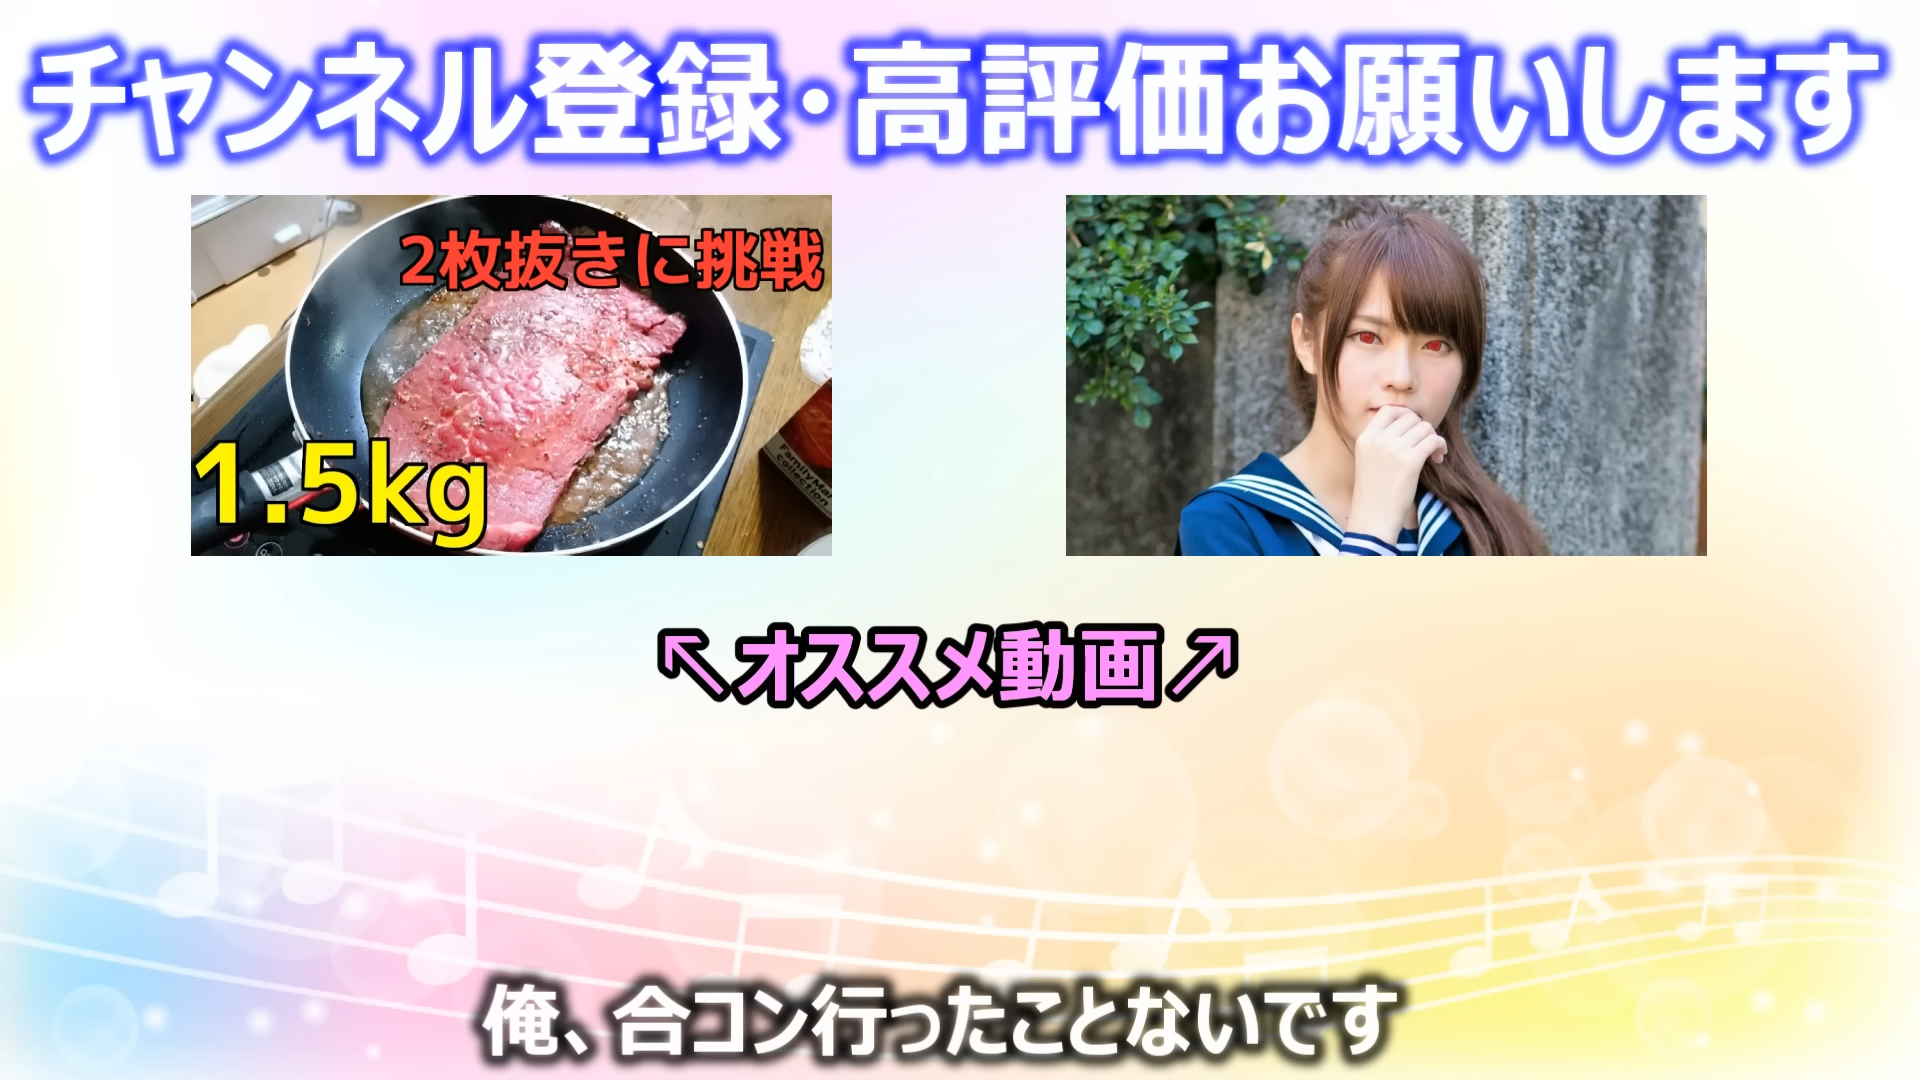 チャンネル登録・高評価お願いします
2枚抜きに挑戦
1.5kg
FamilyMa
collection
↖オススメ動画↗
俺、合コン行ったことないです